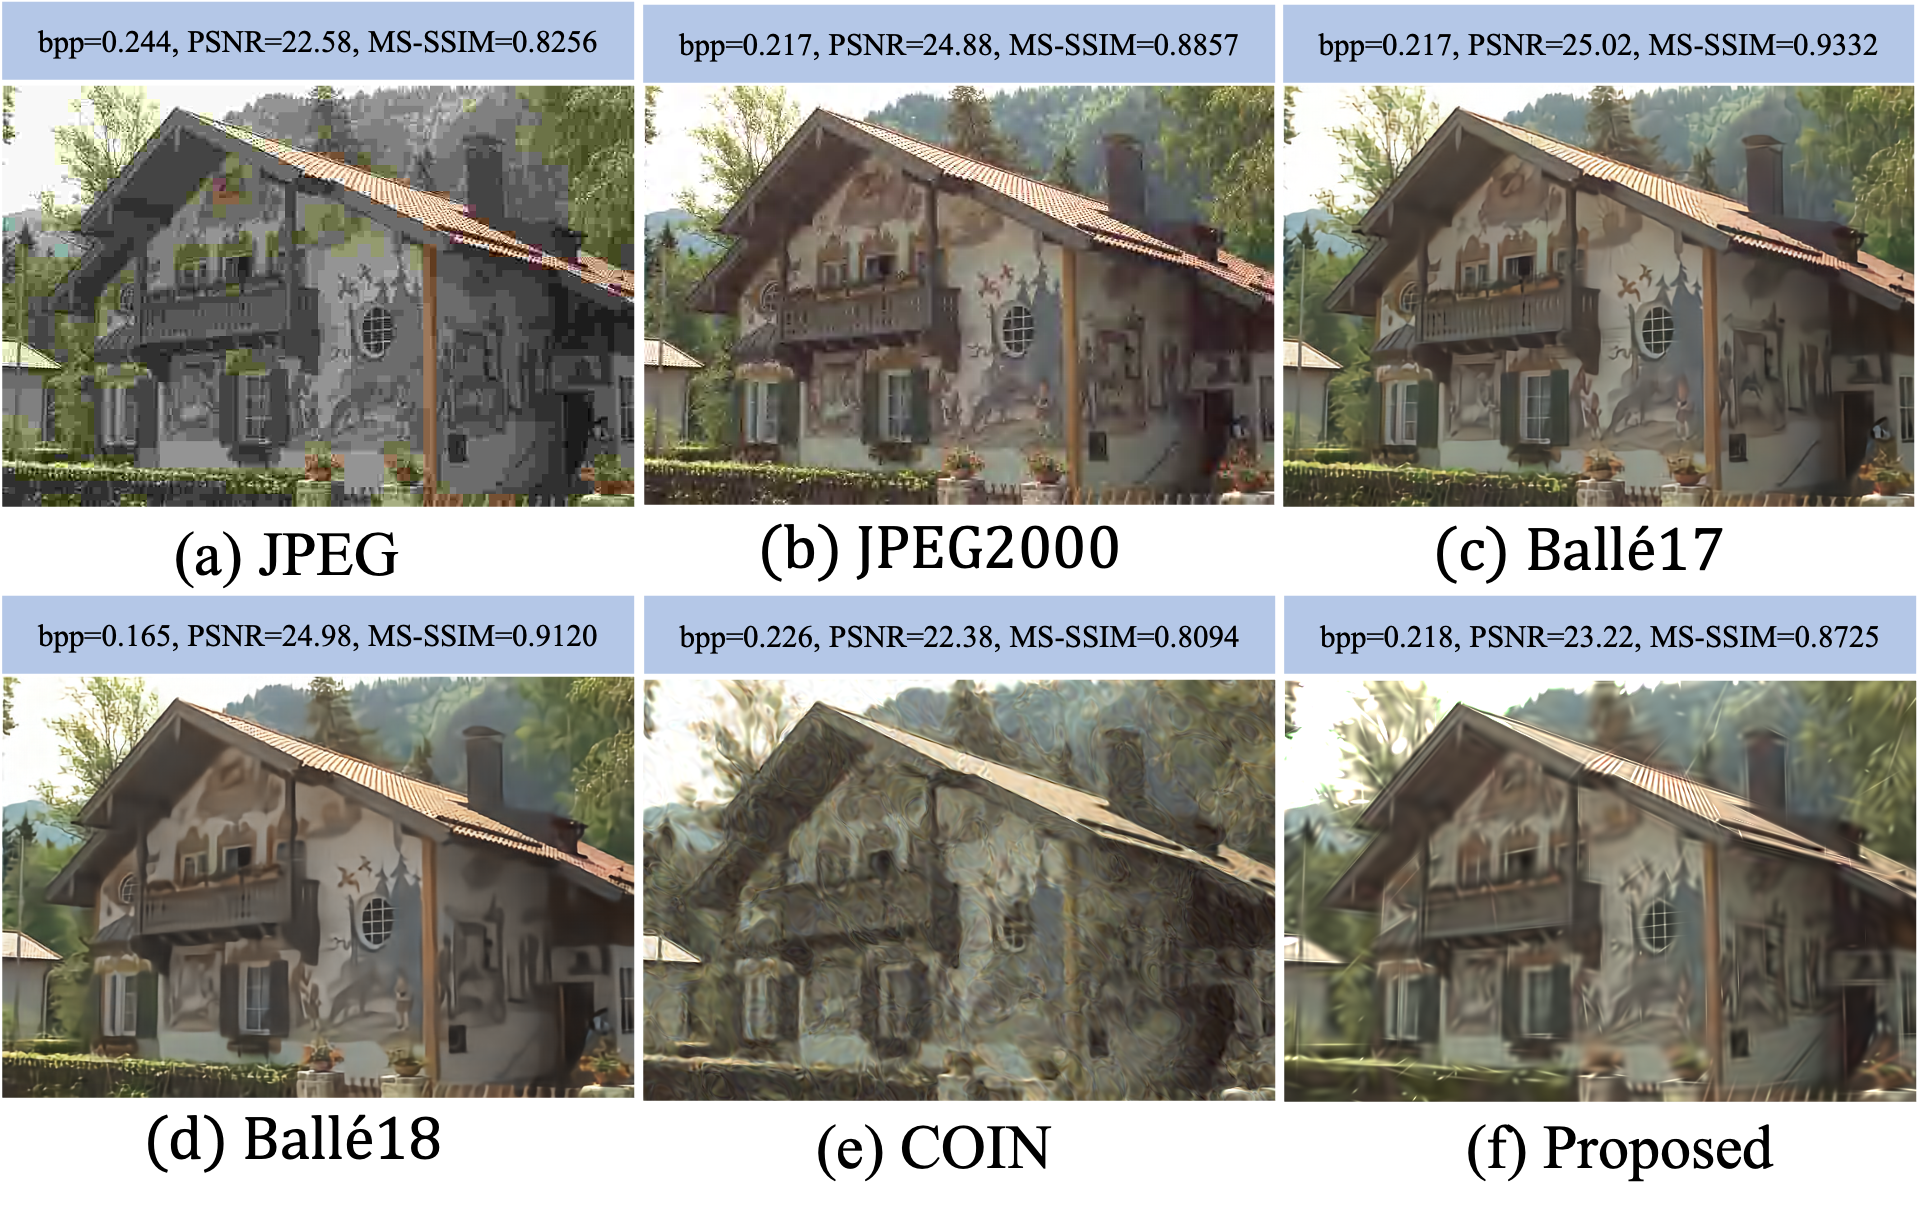 bpp=0.244, PSNR=22.58, MS-SSIM=0.8256
bpp=0.217, PSNR=24.88, MS-SSIM=0.8857
bpp=0.217, PSNR=25.02, MS-SSIM=0.9332
(a) JPEG
(b) JPEG2000
(c) Ballé17
bpp=0.165, PSNR=24.98, MS-SSIM=0.9120
bpp=0.226, PSNR=22.38, MS-SSIM=0.8094
bpp=0.218, PSNR=23.22, MS-SSIM=0.8725
(d) Ballé18
(e) COIN
(f) Proposed